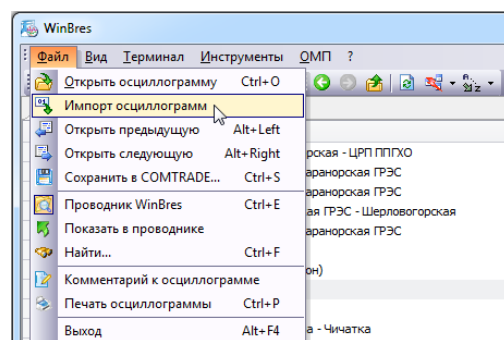 WinBres
Файл Вид Терминал Инструменты ОМП ?
Открыть осциллограмму Ctrl+O
Импорт осциллограмм
Открыть предыдущую Alt+Left
Открыть следующую Alt+Right
рская - ЦРП ППГХО
Сохранить в COMTRADE... Ctrl+S
аранорская ГРЭС
аранорская ГРЭС
Проводник WinBres Ctrl+E
ая ГРЭС - Шерловогорская
Показать в проводнике
аранорская ГРЭС
Найти... Ctrl+F
он)
Комментарий к осциллограмме
Печать осциллограммы Ctrl+P
Выход Alt+F4
а - Чичатка